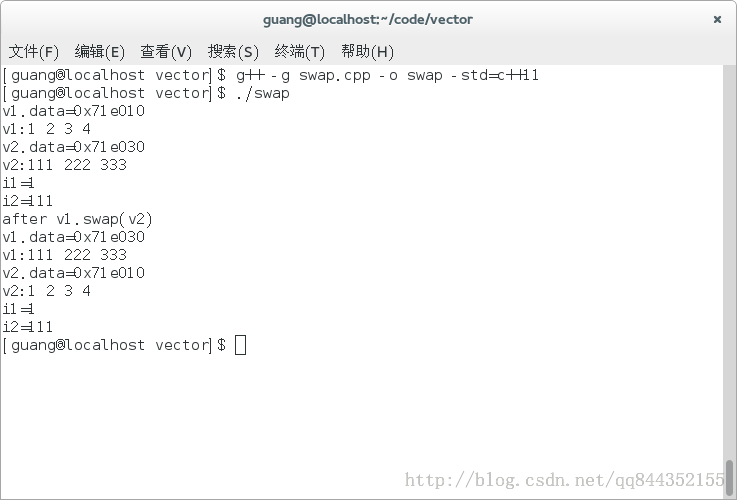 guang@localhost:~/code/vector
文件(F) 编辑(E) 查看(V) 搜索(S) 终端(T) 帮助(H)
[guang@localhost vector]$ g++ -g swap.cpp -o swap -std=c++11
[guang@localhost vector]$ ./swap
v1.data=0x71e010
v1:1 2 3 4
v2.data=0x71e030
v2:111 222 333
i1=1
i2=111
after v1.swap(v2)
v1.data=0x71e030
v1:111 222 333
v2.data=0x71e010
v2:1 2 3 4
i1=1
i2=111
[guang@localhost vector]$
http://blog.csdn.net/qq844352155